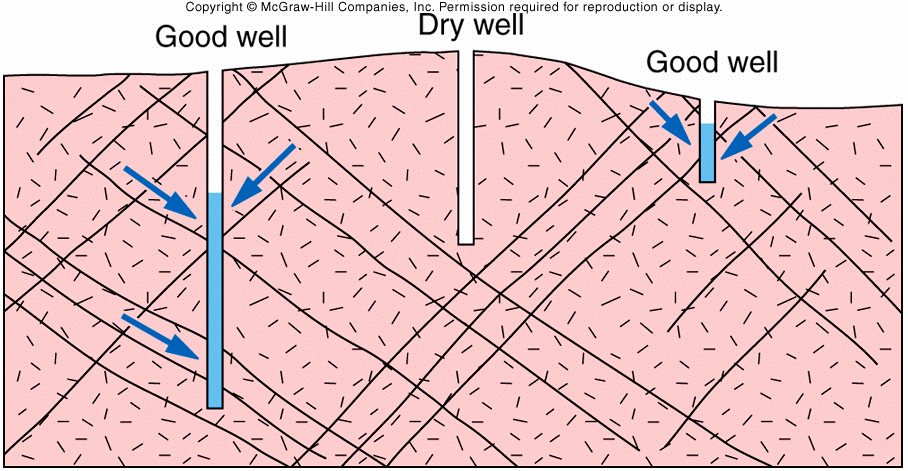 Copyright © McGraw-Hill Companies, Inc. Permission required for reproduction or display.
Good well
Dry well
Good well